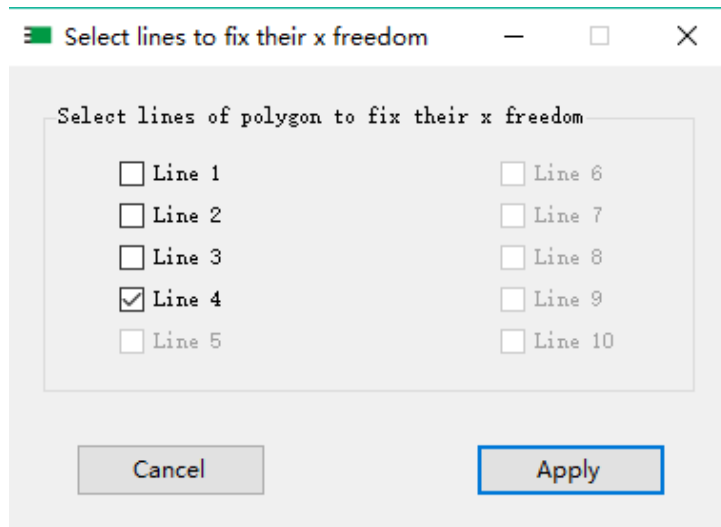 Select lines to fix their x freedom
Select lines of polygon to fix their x freedom
Line 1
Line 2
Line 3
Line 4
Line 5
Line 6
Line 7
Line 8
Line 9
Line 10
Cancel
Apply